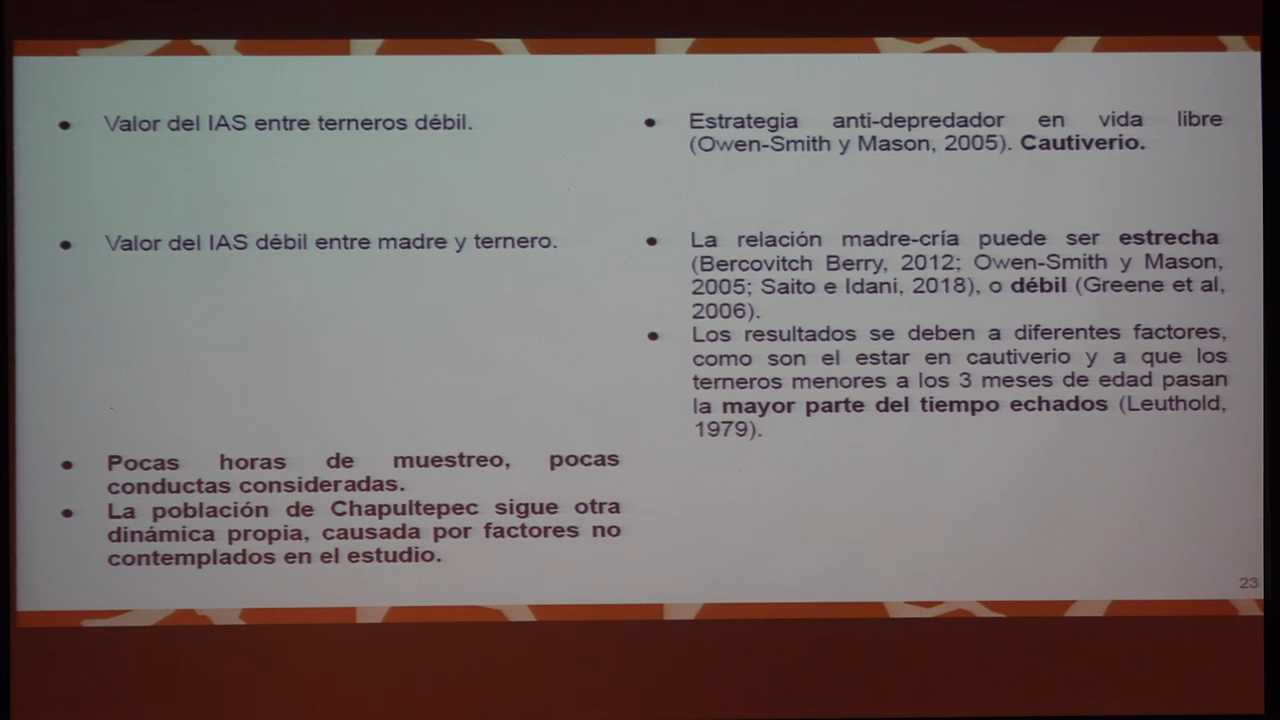 Valor del IAS entre terneros débil.
Estrategia anti-depredador en vida libre
(Owen-Smith y Mason, 2005). Cautiverio.
Valor del IAS débil entre madre y ternero.
La relación madre-cría puede ser estrecha
(Bercovitch Berry, 2012; Owen-Smith y Mason,
2005; Saito e Idani, 2018), o débil (Greene et al,
2006).
Los resultados se deben a diferentes factores,
como son el estar en cautiverio y a que los
terneros menores a los 3 meses de edad pasan
la mayor parte del tiempo echados (Leuthold,
1979).
Pocas horas de muestreo, pocas
conductas consideradas.
La población de Chapultepec sigue otra
dinámica propia, causada por factores no
contemplados en el estudio.
23